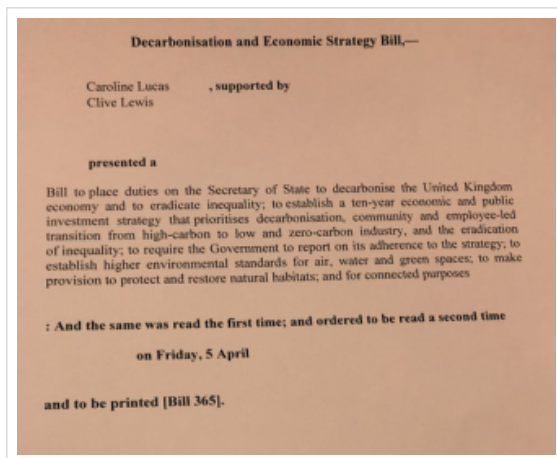 Decarbonisation and Economic Strategy Bill,—
Caroline Lucas , supported by
Clive Lewis
presented a
Bill to place duties on the Secretary of State to decarbonise the United Kingdom
economy and to eradicate inequality; to establish a ten-year economic and public
investment strategy that prioritises decarbonisation, community and employee-led
transition from high-carbon to low and zero-carbon industry, and the eradication
of inequality; to require the Government to report on its adherence to the strategy; to
establish higher environmental standards for air, water and green spaces; to make
provision to protect and restore natural habitats; and for connected purposes
: And the same was read the first time; and ordered to be read a second time
on Friday, 5 April
and to be printed [Bill 365].